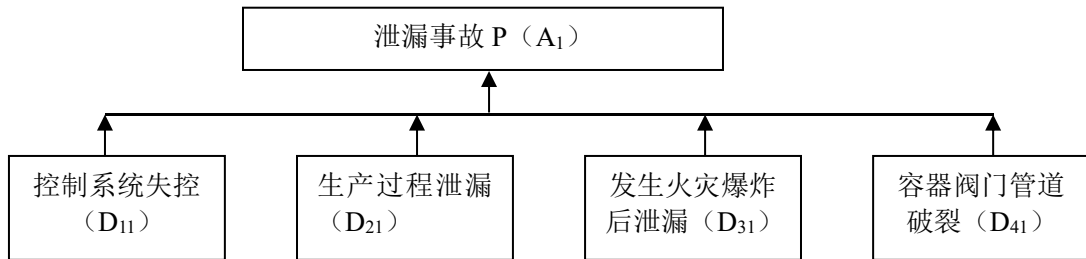 泄漏事故 P（A₁）
控制系统失控
（D₁₁）
生产过程泄漏
（D₂₁）
发生火灾爆炸
后泄漏（D₃₁）
容器阀门管道
破裂（D₄₁）